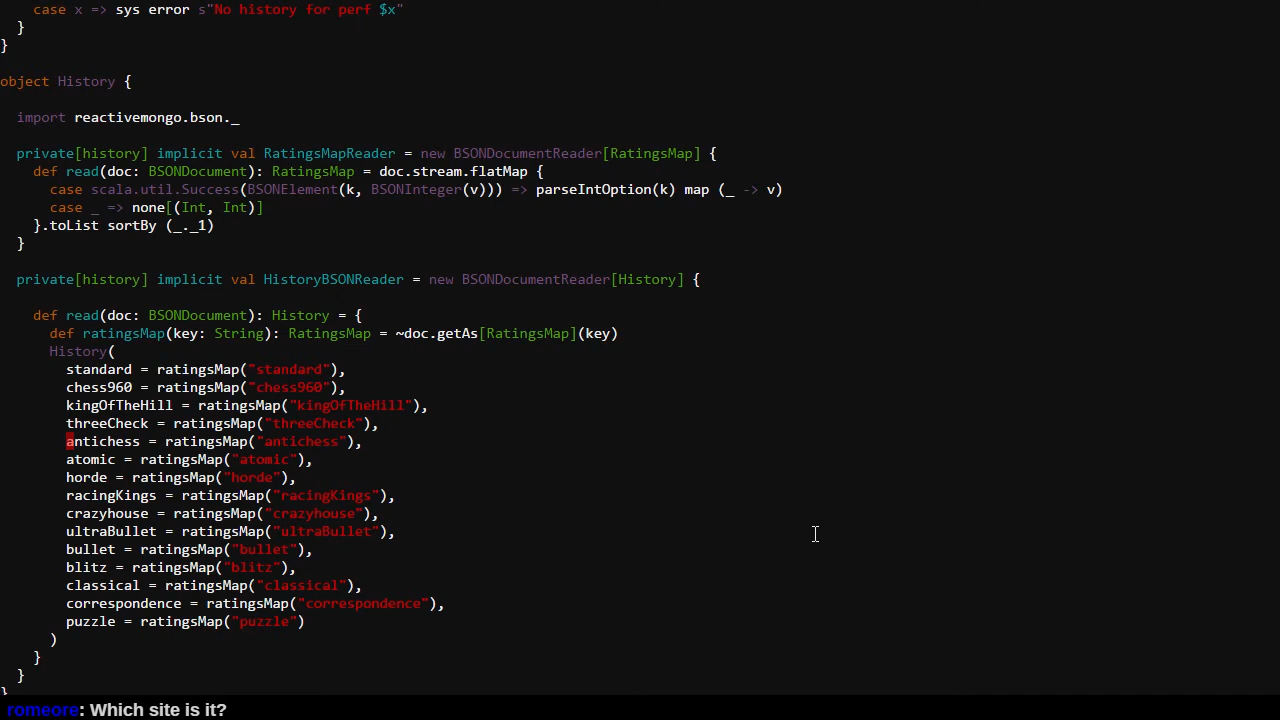 case x => sys error s"No history for perf $x"
}
}
object History {
import reactivemongo.bson._
private[history] implicit val RatingsMapReader = new BSONDocumentReader[RatingsMap] {
def read(doc: BSONDocument): RatingsMap = doc.stream.flatMap {
case scala.util.Success(BSONElement(k, BSONInteger(v))) => parseIntOption(k) map (_ -> v)
case _ => none[(Int, Int)]
}.toList sortBy (_._1)
}
private[history] implicit val HistoryBSONReader = new BSONDocumentReader[History] {
def read(doc: BSONDocument): History = {
def ratingsMap(key: String): RatingsMap = ~doc.getAs[RatingsMap](key)
History(
standard = ratingsMap("standard"),
chess960 = ratingsMap("chess960"),
kingOfTheHill = ratingsMap("kingOfTheHill"),
threeCheck = ratingsMap("threeCheck"),
antichess = ratingsMap("antichess"),
atomic = ratingsMap("atomic"),
horde = ratingsMap("horde"),
racingKings = ratingsMap("racingKings"),
crazyhouse = ratingsMap("crazyhouse"),
ultraBullet = ratingsMap("ultraBullet"),
bullet = ratingsMap("bullet"),
blitz = ratingsMap("blitz"),
classical = ratingsMap("classical"),
correspondence = ratingsMap("correspondence"),
puzzle = ratingsMap("puzzle")
)
}
}
}
romeore: Which site is it?